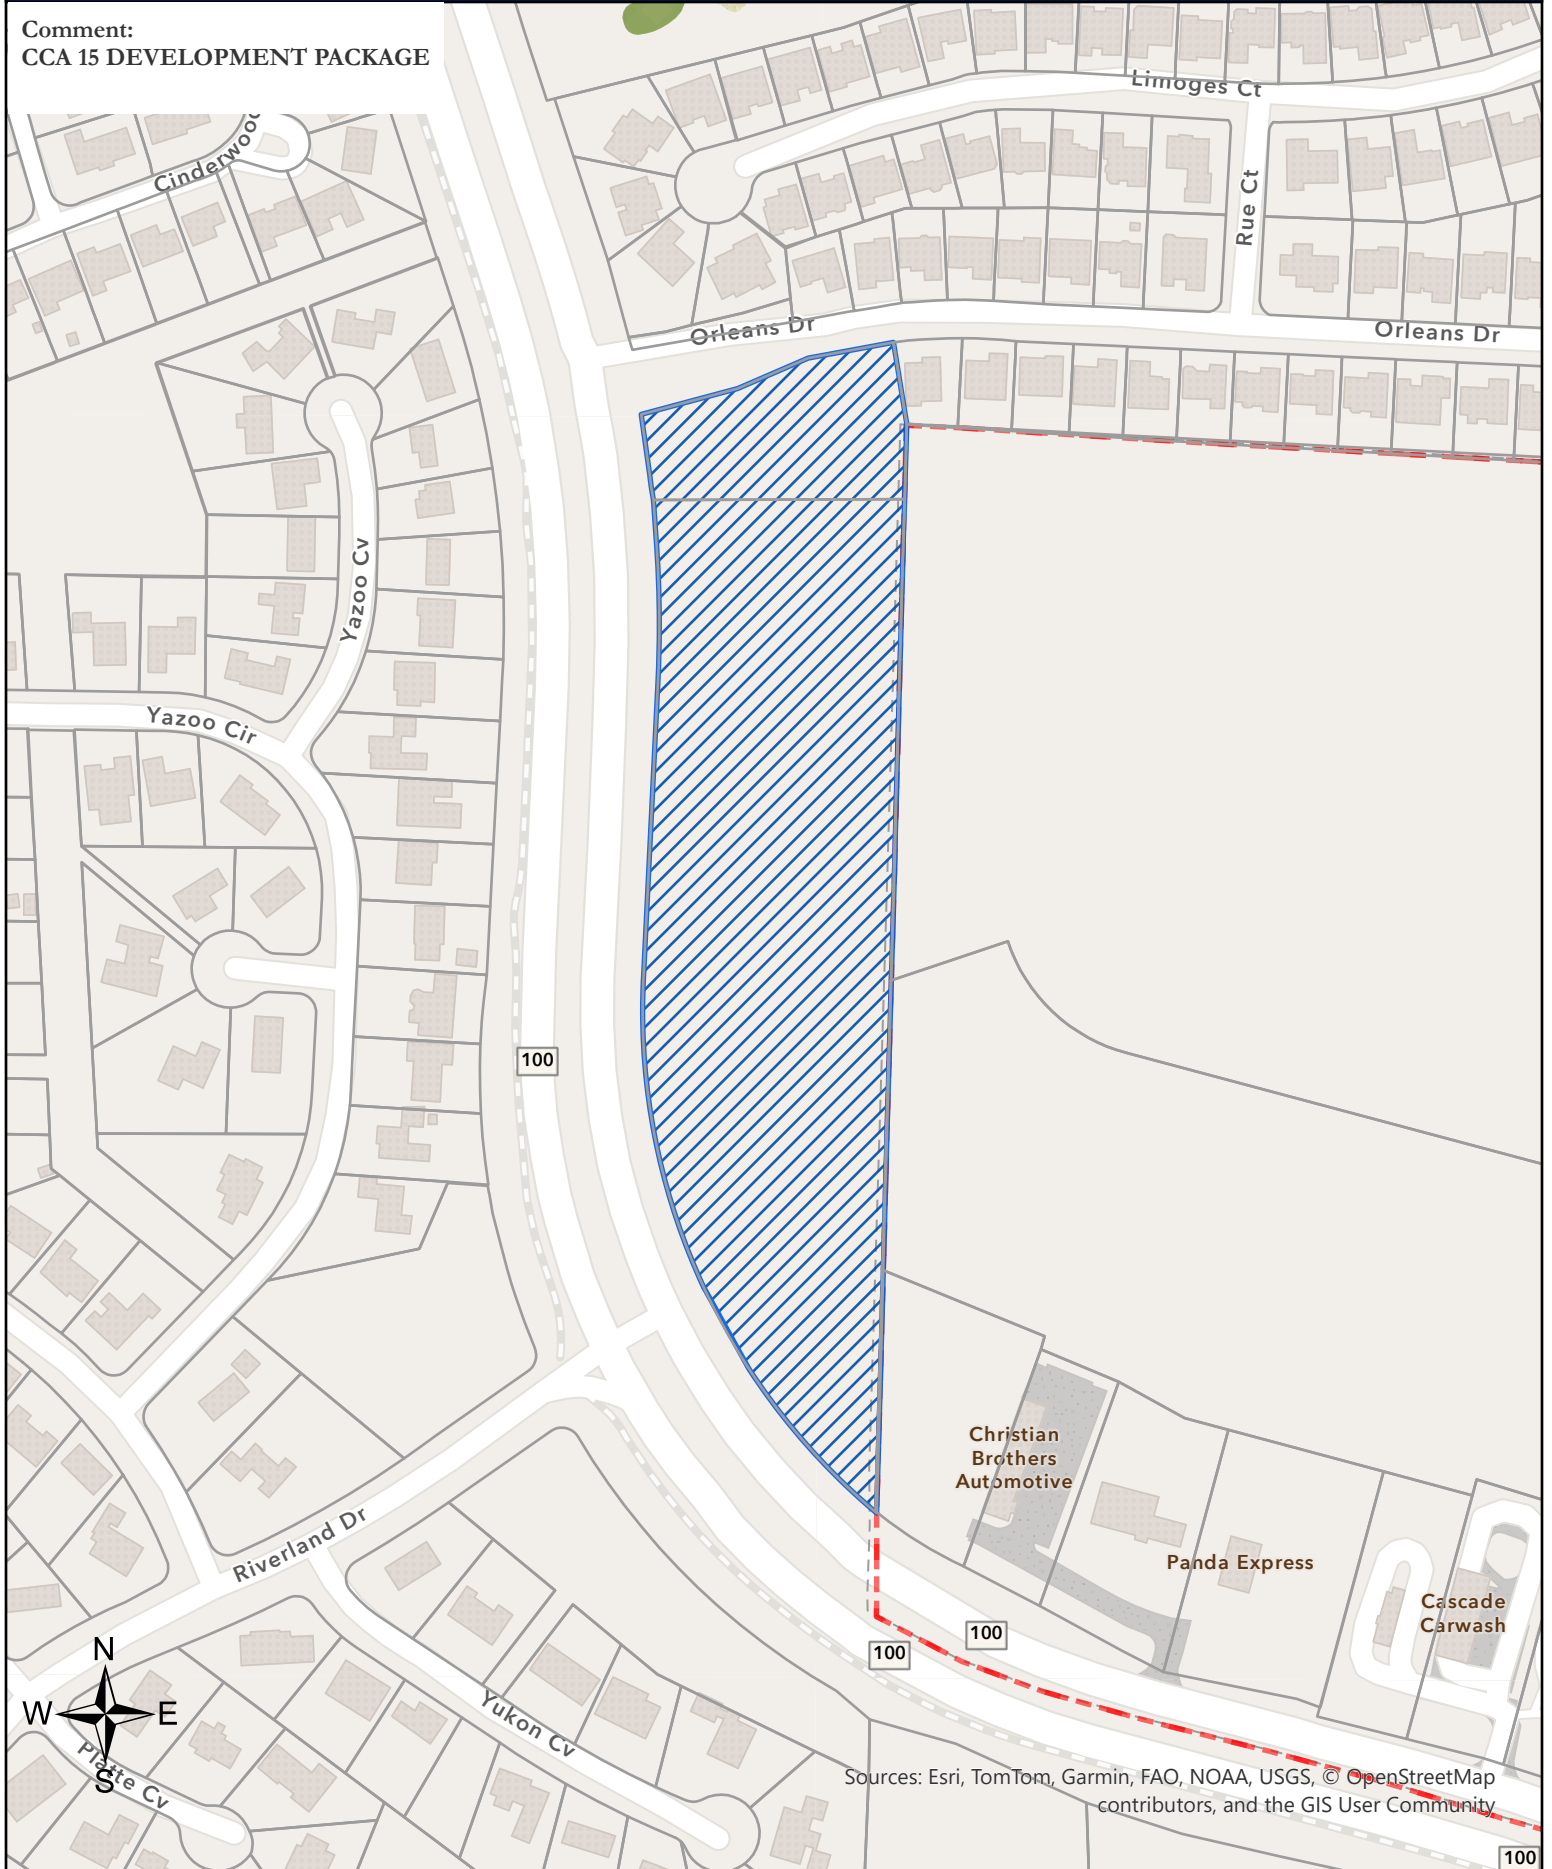 Comment:
CCA 15 DEVELOPMENT PACKAGE
Limoges Ct
Cinderwood
Rue Ct
Orleans Dr
Orleans Dr
Yazoo Cv
Yazoo Cir
100
Christian
Brothers
Automotive
Riverland Dr
Panda Express
Cascade
Carwash
100
100
N
W E
S
Yukon Cv
Platte Cv
Sources: Esri, TomTom, Garmin, FAO, NOAA, USGS, © OpenStreetMap
contributors, and the GIS User Community
100